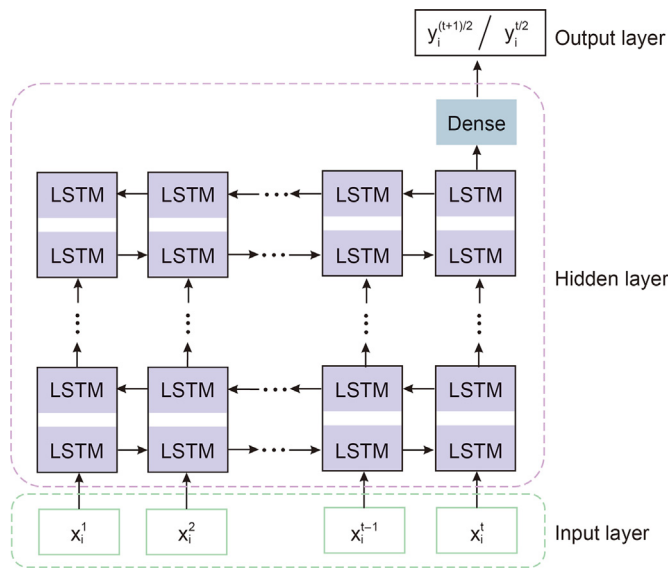 y_i^{(t+1)/2} / y_i^{t/2} Output layer
Dense
LSTM LSTM ... LSTM LSTM
LSTM LSTM ... LSTM LSTM
Hidden layer
LSTM LSTM ... LSTM LSTM
LSTM LSTM ... LSTM LSTM
x_i^1 x_i^2 x_i^{t–1} x_i^t Input layer